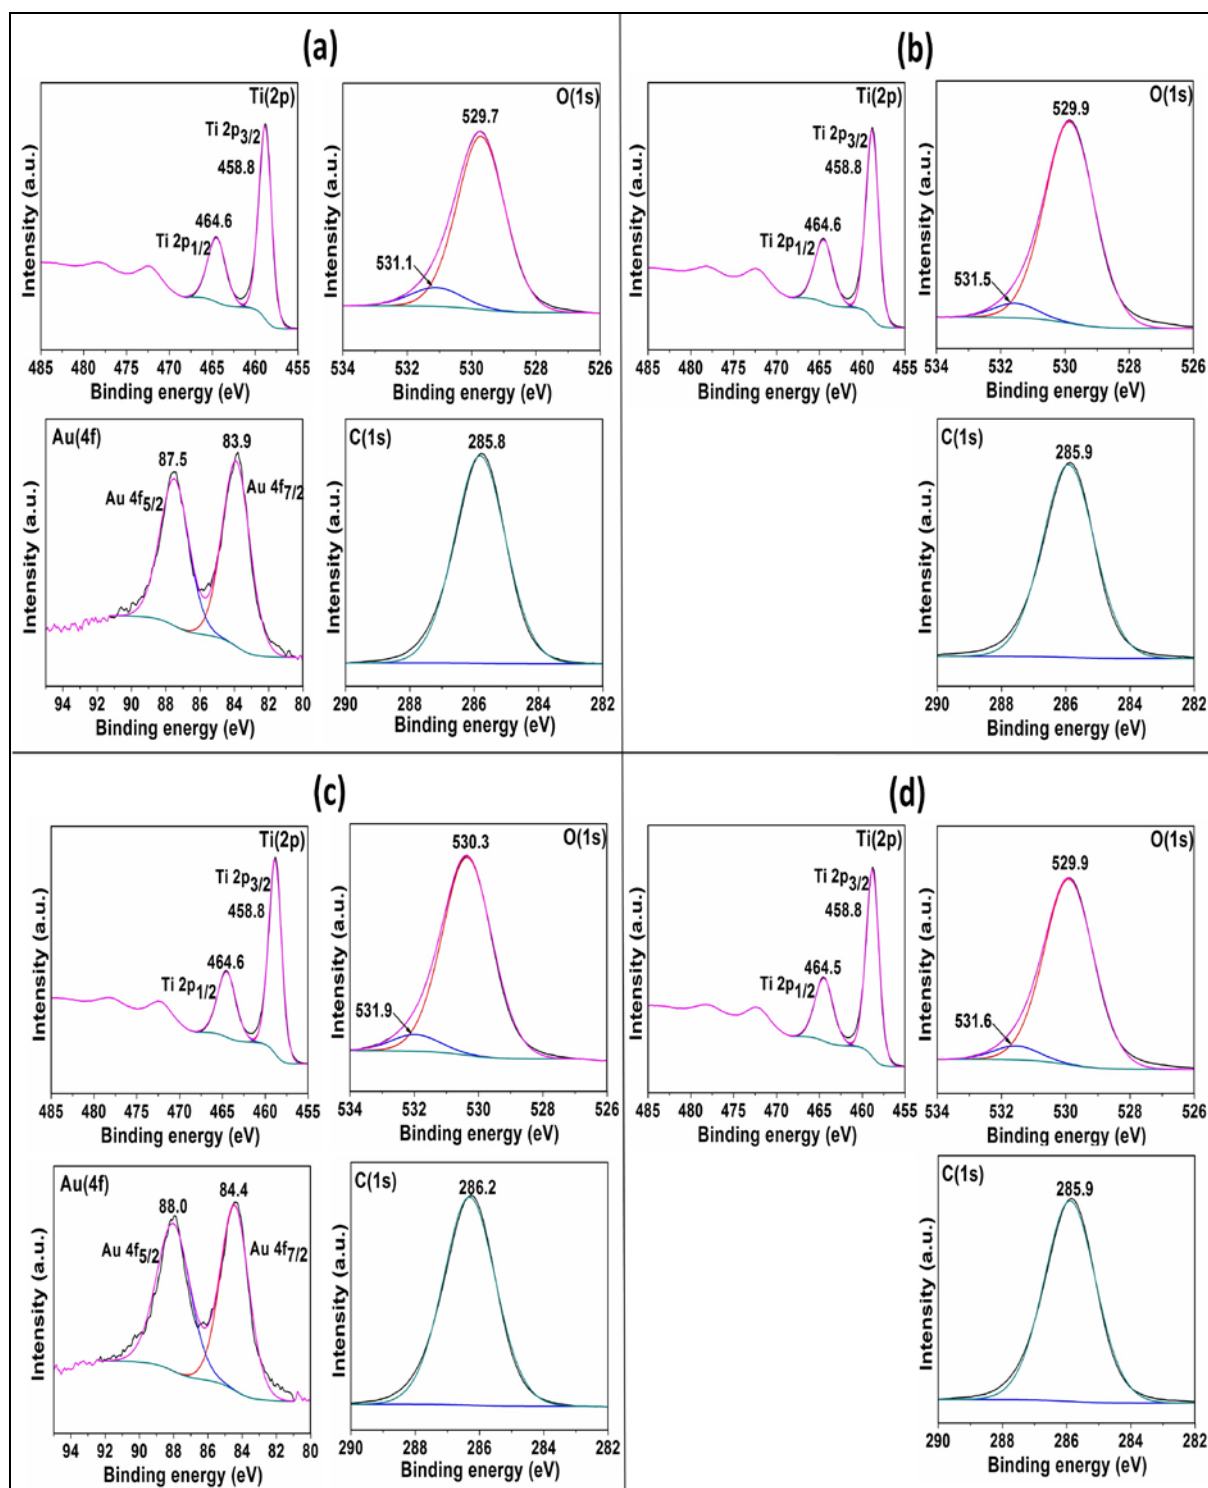 (a)
Ti(2p)
Ti 2p3/2
458.8
464.6
Ti 2p1/2
Intensity (a.u.)
485 480 475 470 465 460 455
Binding energy (eV)
O(1s)
529.7
531.1
Intensity (a.u.)
534 532 530 528 526
Binding energy (eV)
Au(4f)
87.5
83.9
Au 4f5/2
Au 4f7/2
Intensity (a.u.)
94 92 90 88 86 84 82 80
Binding energy (eV)
C(1s)
285.8
Intensity (a.u.)
290 288 286 284 282
Binding energy (eV)
(b)
Ti(2p)
Ti 2p3/2
458.8
464.6
Ti 2p1/2
Intensity (a.u.)
485 480 475 470 465 460 455
Binding energy (eV)
O(1s)
529.9
531.5
Intensity (a.u.)
534 532 530 528 526
Binding energy (eV)
C(1s)
285.9
Intensity (a.u.)
290 288 286 284 282
Binding energy (eV)
(c)
Ti(2p)
Ti 2p3/2
458.8
464.6
Ti 2p1/2
Intensity (a.u.)
485 480 475 470 465 460 455
Binding energy (eV)
O(1s)
530.3
531.9
Intensity (a.u.)
534 532 530 528 526
Binding energy (eV)
Au(4f)
88.0
84.4
Au 4f5/2
Au 4f7/2
Intensity (a.u.)
94 92 90 88 86 84 82 80
Binding energy (eV)
C(1s)
286.2
Intensity (a.u.)
290 288 286 284 282
Binding energy (eV)
(d)
Ti(2p)
Ti 2p3/2
458.8
464.5
Ti 2p1/2
Intensity (a.u.)
485 480 475 470 465 460 455
Binding energy (eV)
O(1s)
529.9
531.6
Intensity (a.u.)
534 532 530 528 526
Binding energy (eV)
C(1s)
285.9
Intensity (a.u.)
290 288 286 284 282
Binding energy (eV)